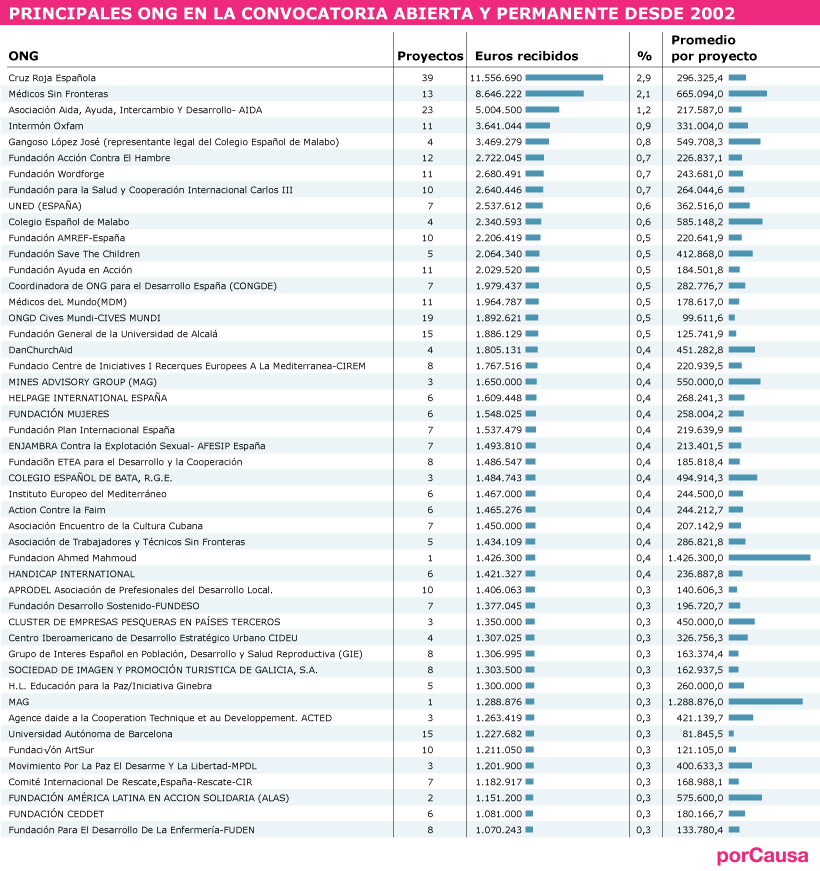 PRINCIPALES ONG EN LA CONVOCATORIA ABIERTA Y PERMANENTE DESDE 2002
ONG Proyectos Euros recibidos % Promedio por proyecto
Cruz Roja Española 39 11.556.690 2,9 296.325,4
Médicos Sin Fronteras 13 8.646.222 2,1 665.094,0
Asociación Aida, Ayuda, Intercambio Y Desarrollo- AIDA 23 5.004.500 1,2 217.587,0
Intermón Oxfam 11 3.641.044 0,9 331.004,0
Gangoso López José (representante legal del Colegio Español de Malabo) 4 3.469.279 0,8 549.708,3
Fundación Acción Contra El Hambre 12 2.722.045 0,7 226.837,1
Fundación Wordforge 11 2.680.491 0,7 243.681,0
Fundación para la Salud y Cooperación Internacional Carlos III 10 2.640.446 0,7 264.044,6
UNED (ESPAÑA) 7 2.537.612 0,6 362.516,0
Colegio Español de Malabo 4 2.340.593 0,6 585.148,2
Fundación AMREF-España 10 2.206.419 0,5 220.641,9
Fundación Save The Children 5 2.064.340 0,5 412.868,0
Fundación Ayuda en Acción 11 2.029.520 0,5 184.501,8
Coordinadora de ONG para el Desarrollo España (CONGDE) 7 1.979.437 0,5 282.776,7
Médicos deL Mundo(MDM) 11 1.964.787 0,5 178.617,0
ONGD Cives Mundi-CIVES MUNDI 19 1.892.621 0,5 99.611,6
Fundación General de la Universidad de Alcalá 15 1.886.129 0,5 125.741,9
DanChurchAid 4 1.805.131 0,4 451.282,8
Fundacio Centre de Iniciatives I Recerques Europees A La Mediterranea-CIREM 8 1.767.516 0,4 220.939,5
MINES ADVISORY GROUP (MAG) 3 1.650.000 0,4 550.000,0
HELPAGE INTERNATIONAL ESPAÑA 6 1.609.448 0,4 268.241,3
FUNDACIÓN MUJERES 6 1.548.025 0,4 258.004,2
Fundación Plan Internacional España 7 1.537.479 0,4 219.639,9
ENJAMBRA Contra la Explotación Sexual- AFESIP España 7 1.493.810 0,4 213.401,5
Fundaciõn ETEA para el Desarrollo y la Cooperación 8 1.486.547 0,4 185.818,4
COLEGIO ESPAÑOL DE BATA, R.G.E. 3 1.484.743 0,4 494.914,3
Instituto Europeo del Mediterráneo 6 1.467.000 0,4 244.500,0
Action Contre la Faim 6 1.465.276 0,4 244.212,7
Asociación Encuentro de la Cultura Cubana 7 1.450.000 0,4 207.142,9
Asociación de Trabajadores y Técnicos Sin Fronteras 5 1.434.109 0,4 286.821,8
Fundacion Ahmed Mahmoud 1 1.426.300 0,4 1.426.300,0
HANDICAP INTERNATIONAL 6 1.421.327 0,4 236.887,8
APRODEL Asociación de Prefesionales del Desarrollo Local. 10 1.406.063 0,3 140.606,3
Fundación Desarrollo Sostenido-FUNDESO 7 1.377.045 0,3 196.720,7
CLUSTER DE EMPRESAS PESQUERAS EN PAÍSES TERCEROS 3 1.350.000 0,3 450.000,0
Centro Iberoamericano de Desarrollo Estratégico Urbano CIDEU 4 1.307.025 0,3 326.756,3
Grupo de Interes Español en Población, Desarrollo y Salud Reproductiva (GIE) 8 1.306.995 0,3 163.374,4
SOCIEDAD DE IMAGEN Y PROMOCIÓN TURISTICA DE GALICIA, S.A. 8 1.303.500 0,3 162.937,5
H.L. Educación para la Paz/Iniciativa Ginebra 5 1.300.000 0,3 260.000,0
MAG 1 1.288.876 0,3 1.288.876,0
Agence daide a la Cooperation Technique et au Developpement. ACTED 3 1.263.419 0,3 421.139,7
Universidad Autónoma de Barcelona 15 1.227.682 0,3 81.845,5
Fundaci√ón ArtSur 10 1.211.050 0,3 121.105,0
Movimiento Por La Paz El Desarme Y La Libertad-MPDL 3 1.201.900 0,3 400.633,3
Comité Internacional De Rescate,España-Rescate-CIR 7 1.182.917 0,3 168.988,1
FUNDACIÓN AMÉRICA LATINA EN ACCION SOLIDARIA (ALAS) 2 1.151.200 0,3 575.600,0
FUNDACIÓN CEDDET 6 1.081.000 0,3 180.166,7
Fundación Para El Desarrollo De La Enfermería-FUDEN 8 1.070.243 0,3 133.780,4
porCausa